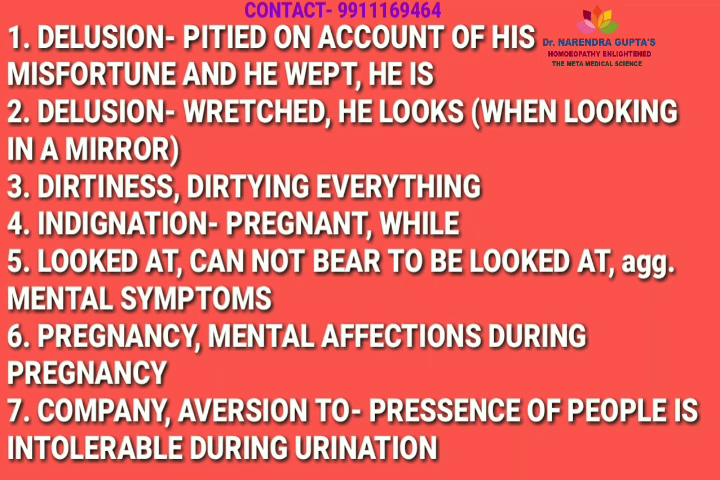 CONTACT- 9911169464
Dr. NARENDRA GUPTA'S
HOMOEOPATHY ENLIGHTENED
THE META MEDICAL SCIENCE
1. DELUSION- PITIED ON ACCOUNT OF HIS
MISFORTUNE AND HE WEPT, HE IS
2. DELUSION- WRETCHED, HE LOOKS (WHEN LOOKING
IN A MIRROR)
3. DIRTINESS, DIRTYING EVERYTHING
4. INDIGNATION- PREGNANT, WHILE
5. LOOKED AT, CAN NOT BEAR TO BE LOOKED AT, agg.
MENTAL SYMPTOMS
6. PREGNANCY, MENTAL AFFECTIONS DURING
PREGNANCY
7. COMPANY, AVERSION TO- PRESSENCE OF PEOPLE IS
INTOLERABLE DURING URINATION